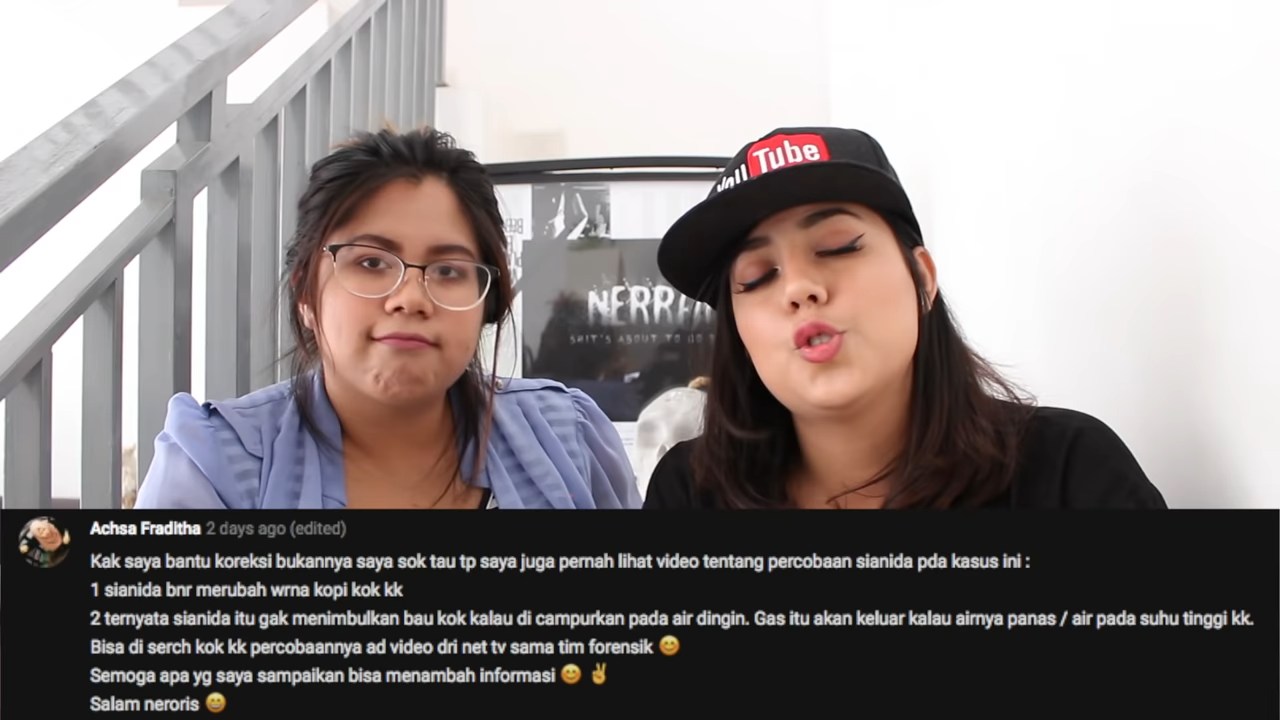 You Tube
NERRR
SHIT'S ABOUT TO GO
Achsa Fraditha 2 days ago (edited)
Kak saya bantu koreksi bukannya saya sok tau tp saya juga pernah lihat video tentang percobaan sianida pda kasus ini :
1 sianida bnr merubah wrna kopi kok kk
2 ternyata sianida itu gak menimbulkan bau kok kalau di campurkan pada air dingin. Gas itu akan keluar kalau airnya panas / air pada suhu tinggi kk.
Bisa di serch kok kk percobaannya ad video dri net tv sama tim forensik 😊
Semoga apa yg saya sampaikan bisa menambah informasi 😊 ✌
Salam neroris 😀